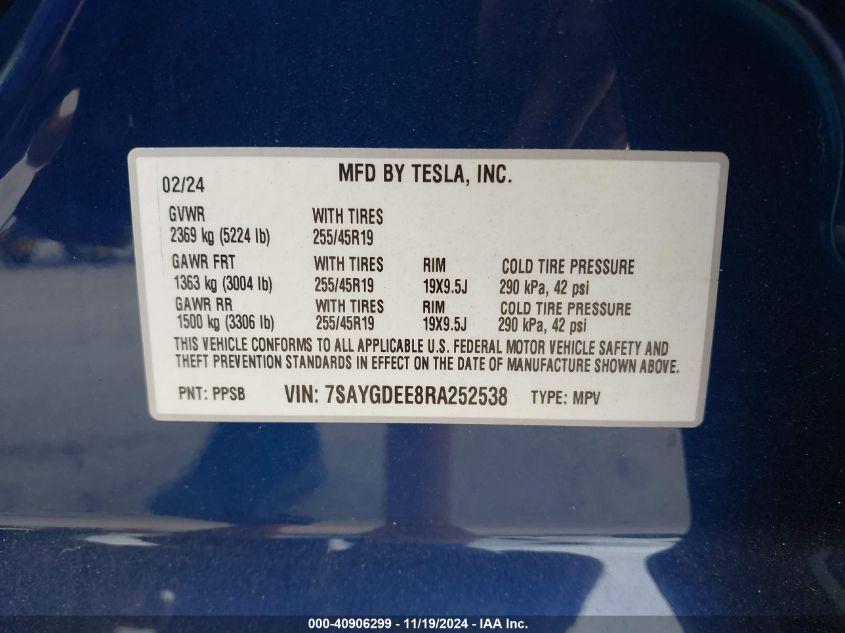 MFD BY TESLA, INC.
02/24
GVWR WITH TIRES
2369 kg (5224 lb) 255/45R19
GAWR FRT WITH TIRES RIM COLD TIRE PRESSURE
1363 kg (3004 lb) 255/45R19 19X9.5J 290 kPa, 42 psi
GAWR RR WITH TIRES RIM COLD TIRE PRESSURE
1500 kg (3306 lb) 255/45R19 19X9.5J 290 kPa, 42 psi
THIS VEHICLE CONFORMS TO ALL APPLICABLE U.S. FEDERAL MOTOR VEHICLE SAFETY AND
THEFT PREVENTION STANDARDS IN EFFECT ON THE DATE OF MANUFACTURE SHOWN ABOVE.
PNT: PPSB VIN: 7SAYGDEE8RA252538 TYPE: MPV
000-40906299 - 11/19/2024 - IAA Inc.